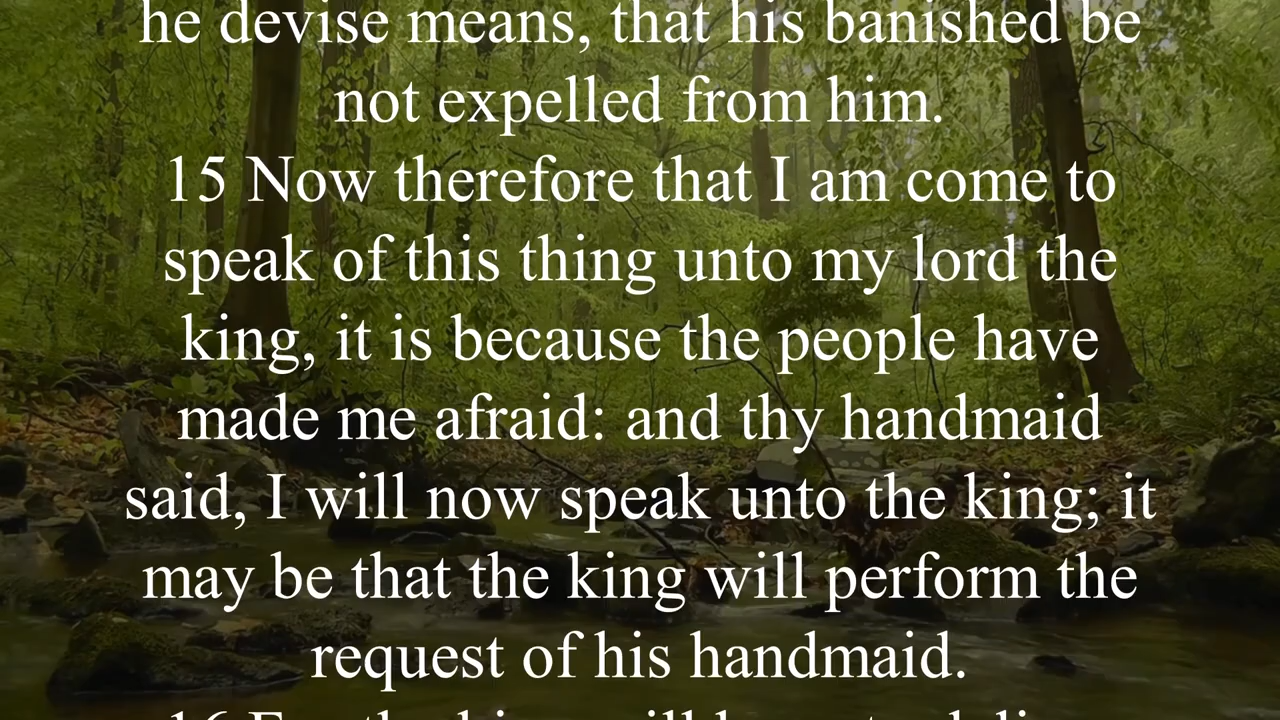 he devise means, that his banished be
not expelled from him.
15 Now therefore that I am come to
speak of this thing unto my lord the
king, it is because the people have
made me afraid: and thy handmaid
said, I will now speak unto the king; it
may be that the king will perform the
request of his handmaid.